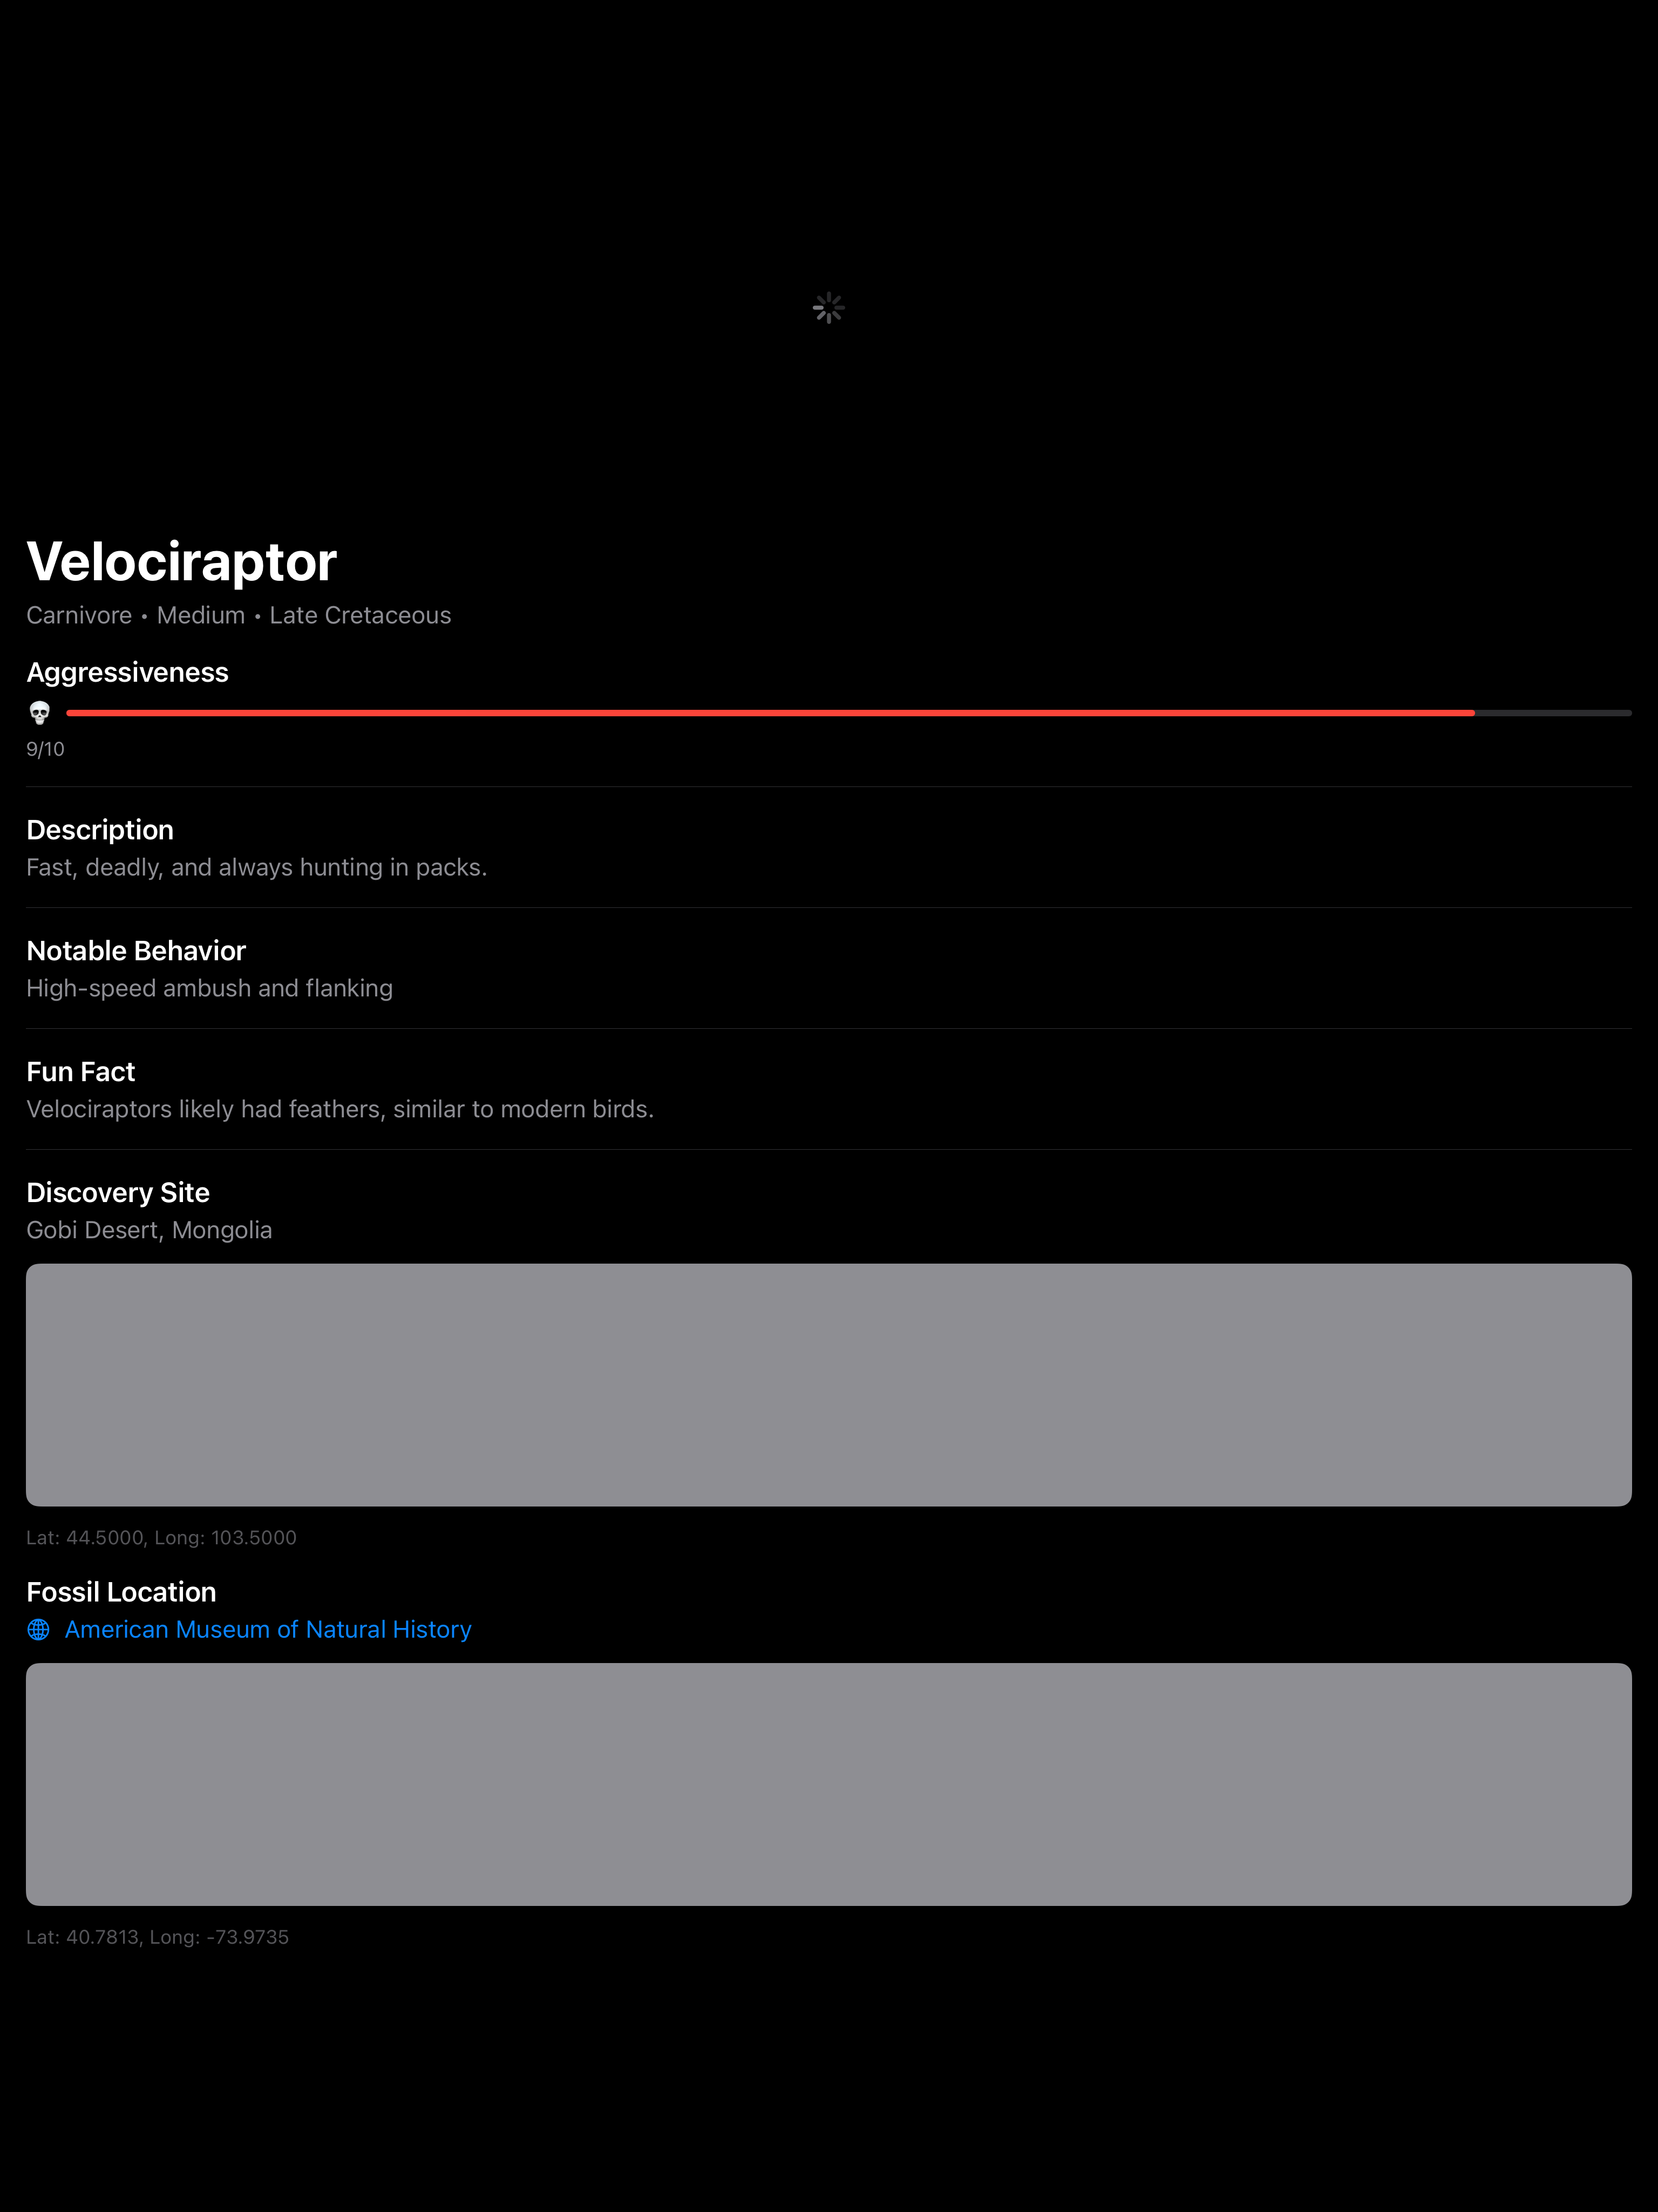 Velociraptor
Carnivore • Medium • Late Cretaceous
Aggressiveness
9/10
Description
Fast, deadly, and always hunting in packs.
Notable Behavior
High-speed ambush and flanking
Fun Fact
Velociraptors likely had feathers, similar to modern birds.
Discovery Site
Gobi Desert, Mongolia
Lat: 44.5000, Long: 103.5000
Fossil Location
American Museum of Natural History
Lat: 40.7813, Long: -73.9735